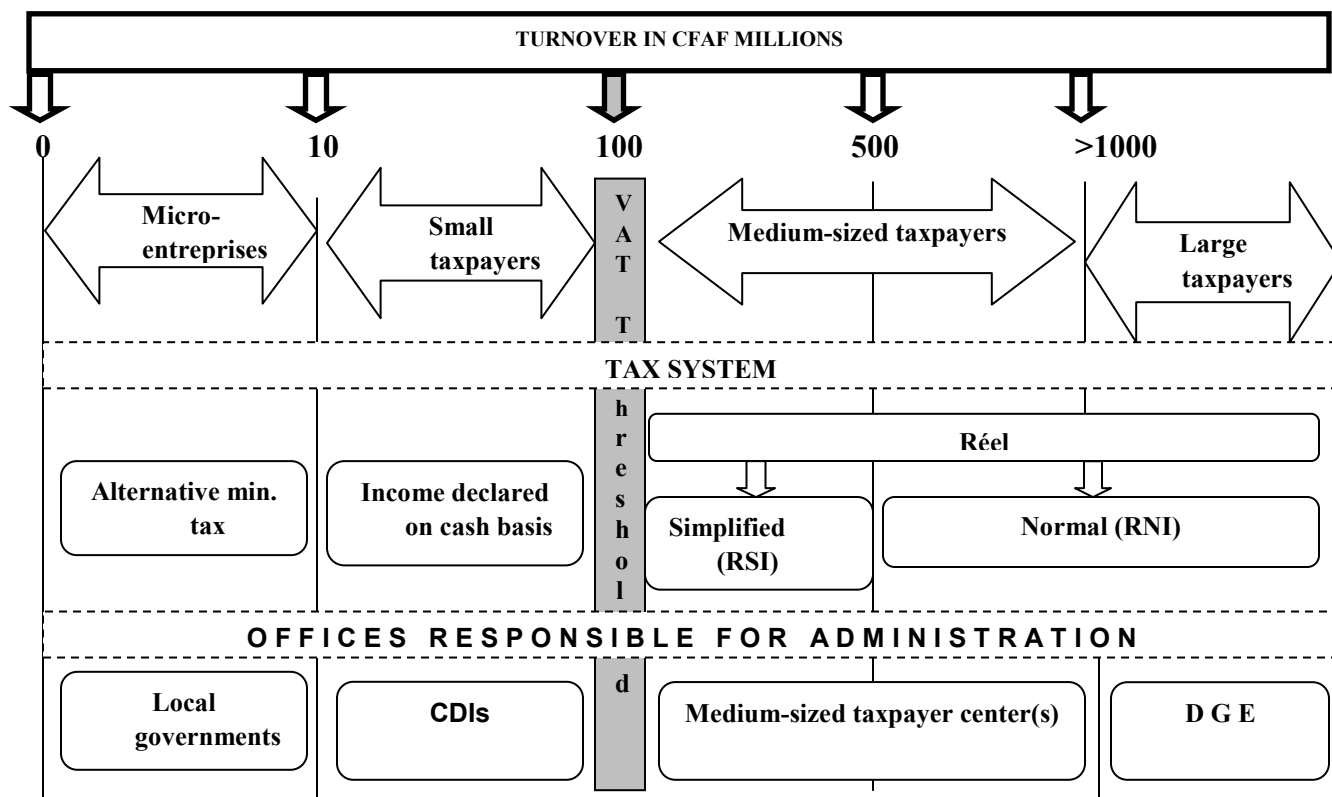 TURNOVER IN CFAF MILLIONS
0
10
100
500
>1000
Micro-
entreprises
Small
taxpayers
V
A
T
T
h
r
e
s
h
o
l
d
Medium-sized taxpayers
Large
taxpayers
TAX SYSTEM
Alternative min.
tax
Income declared
on cash basis
Réel
Simplified
(RSI)
Normal (RNI)
OFFICES RESPONSIBLE FOR ADMINISTRATION
Local
governments
CDIs
Medium-sized taxpayer center(s)
D G E